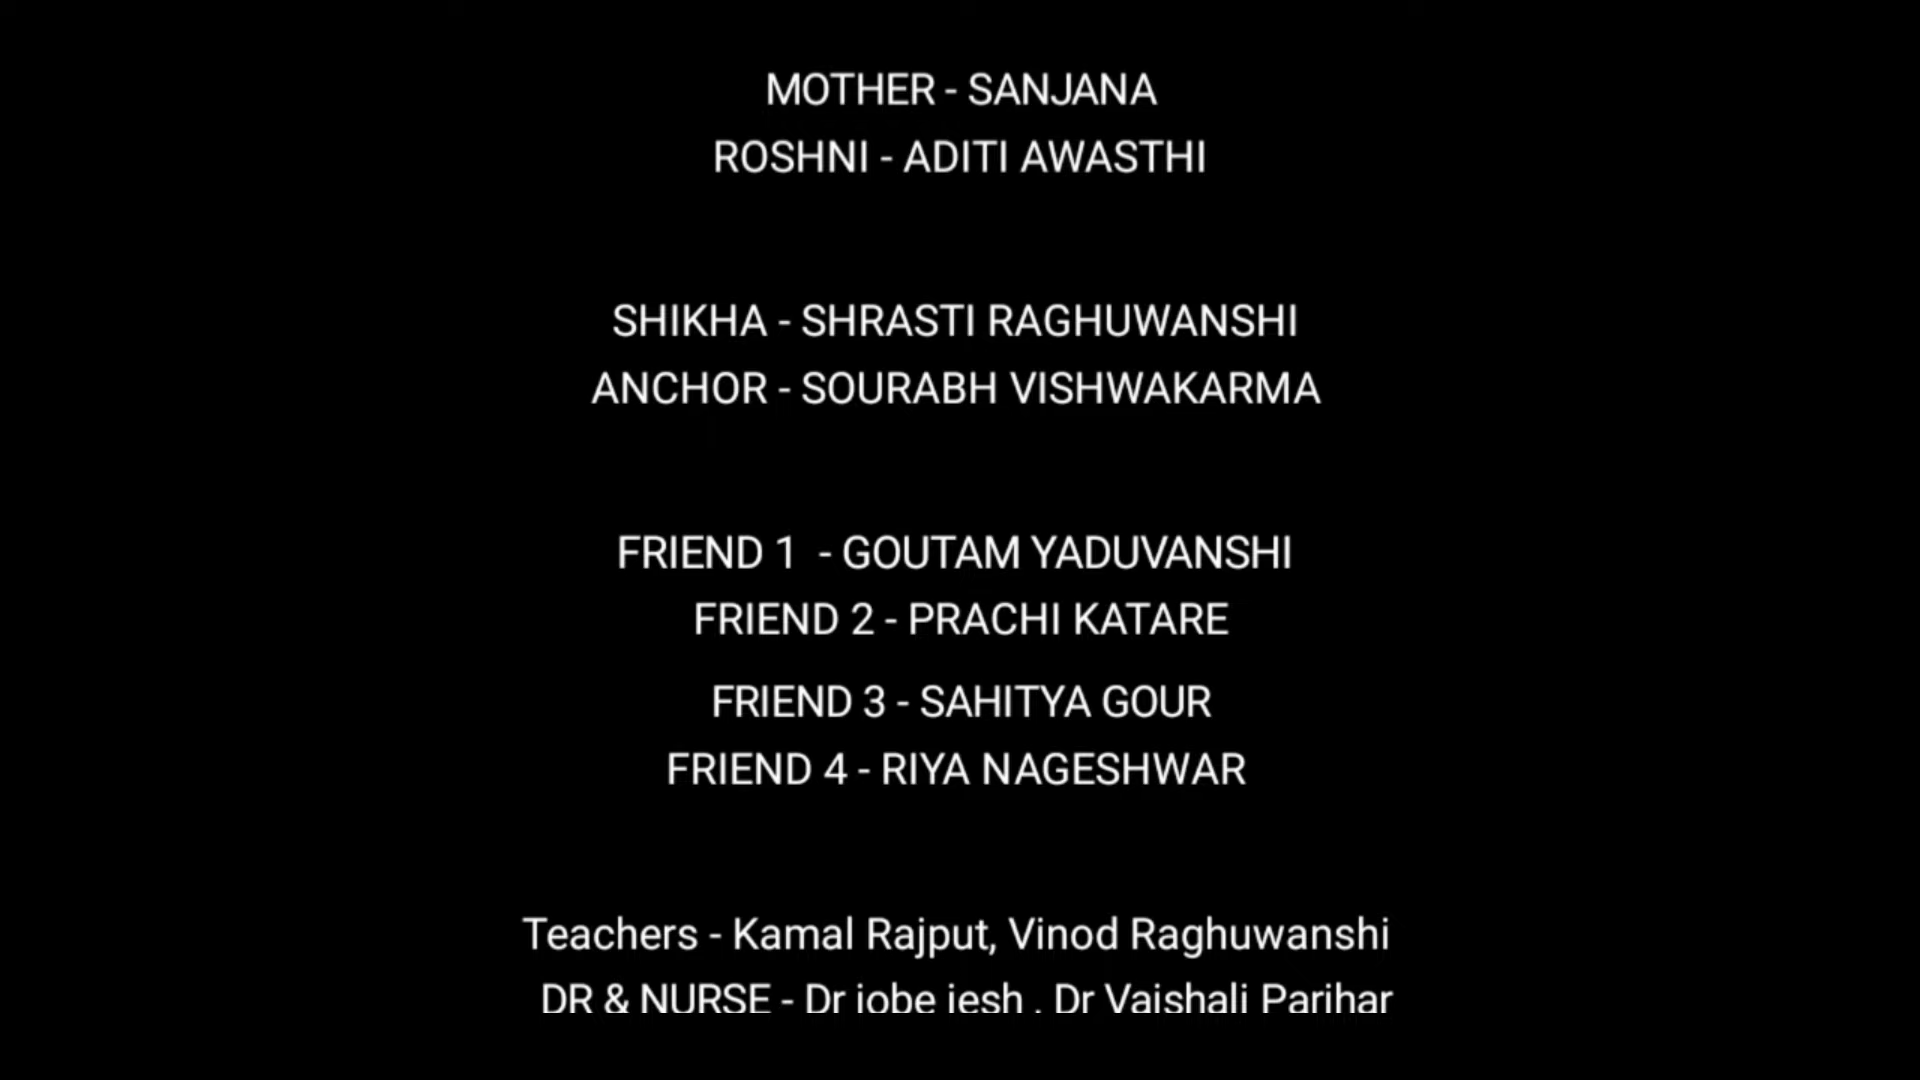 MOTHER - SANJANA
ROSHNI - ADITI AWASTHI
SHIKHA - SHRASTI RAGHUWANSHI
ANCHOR - SOURABH VISHWAKARMA
FRIEND 1  - GOUTAM YADUVANSHI
FRIEND 2 - PRACHI KATARE
FRIEND 3 - SAHITYA GOUR
FRIEND 4 - RIYA NAGESHWAR
Teachers - Kamal Rajput, Vinod Raghuwanshi
DR & NURSE - Dr jobe jesh , Dr Vaishali Parihar